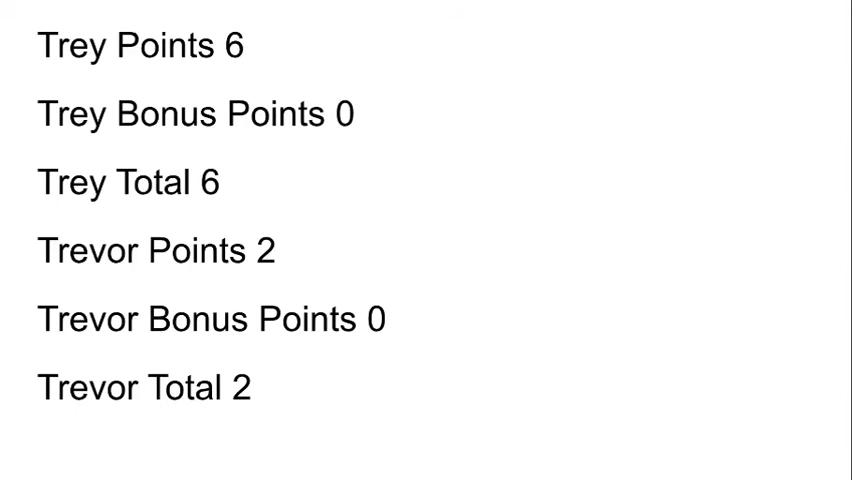 Trey Points 6
Trey Bonus Points 0
Trey Total 6
Trevor Points 2
Trevor Bonus Points 0
Trevor Total 2